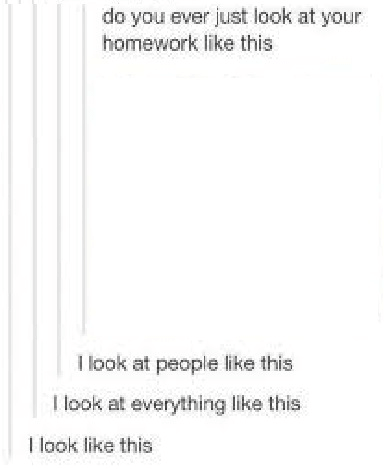 do you ever just look at your
homework like this
I look at people like this
I look at everything like this
I look like this